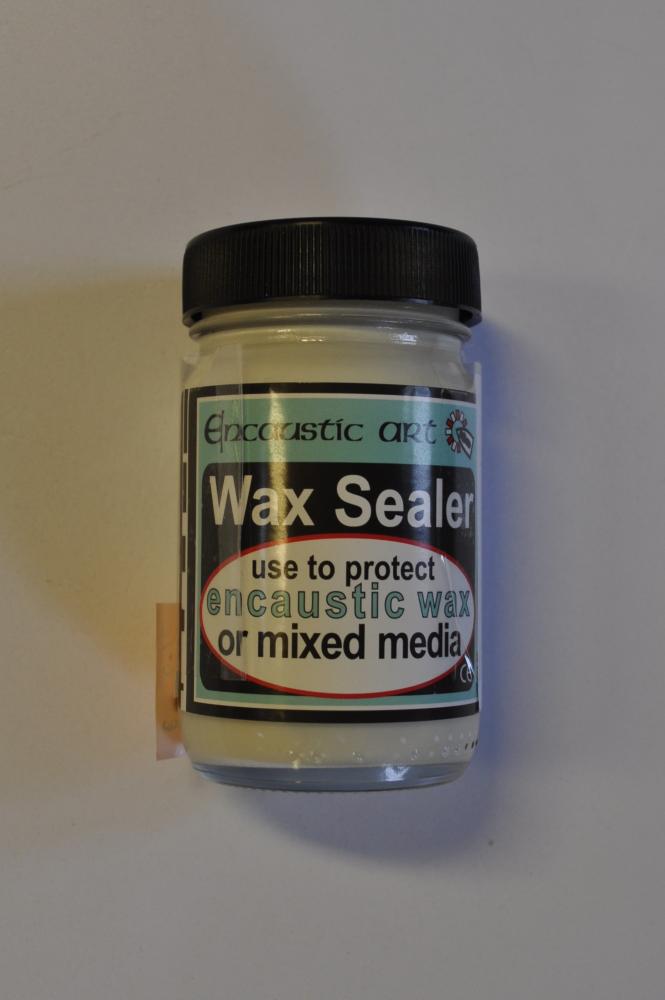 Encaustic art
Wax Sealer
use to protect
encaustic wax
or mixed media